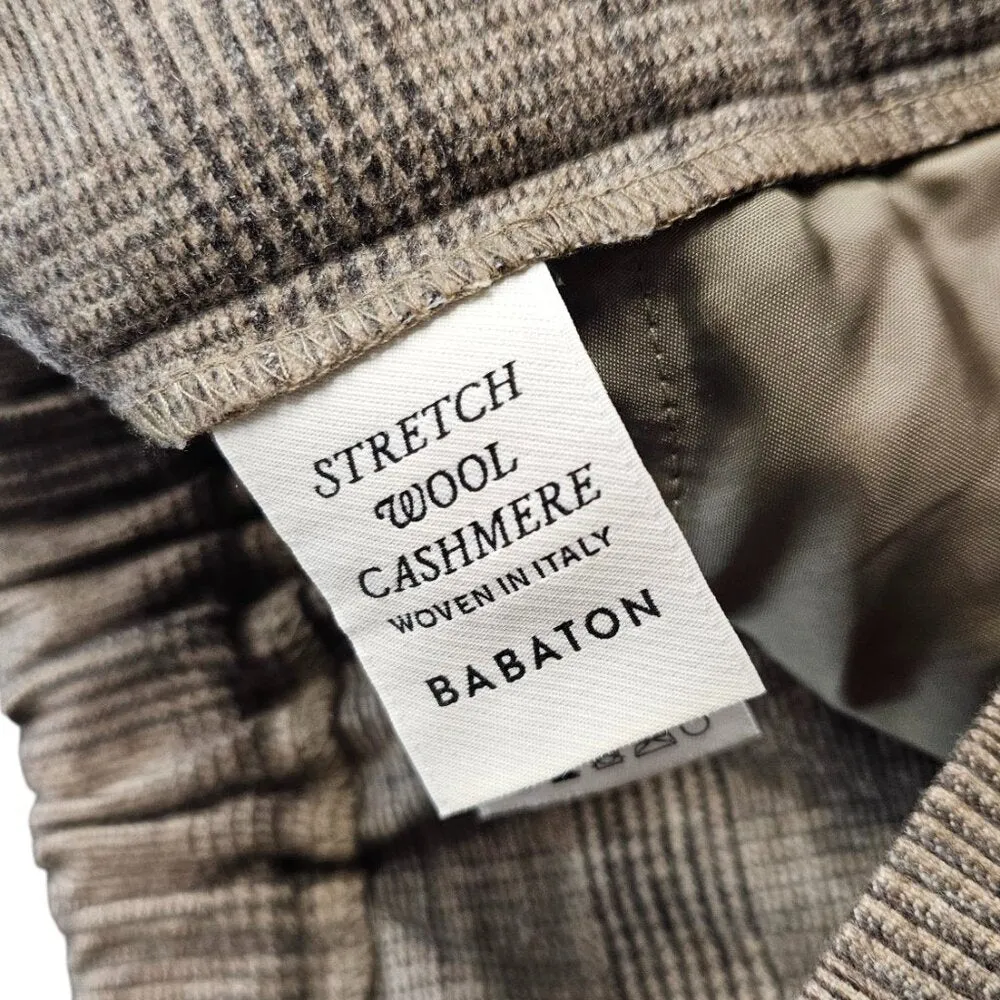 STRETCH
WOOL
CASHMERE
WOVEN IN ITALY
BABATON